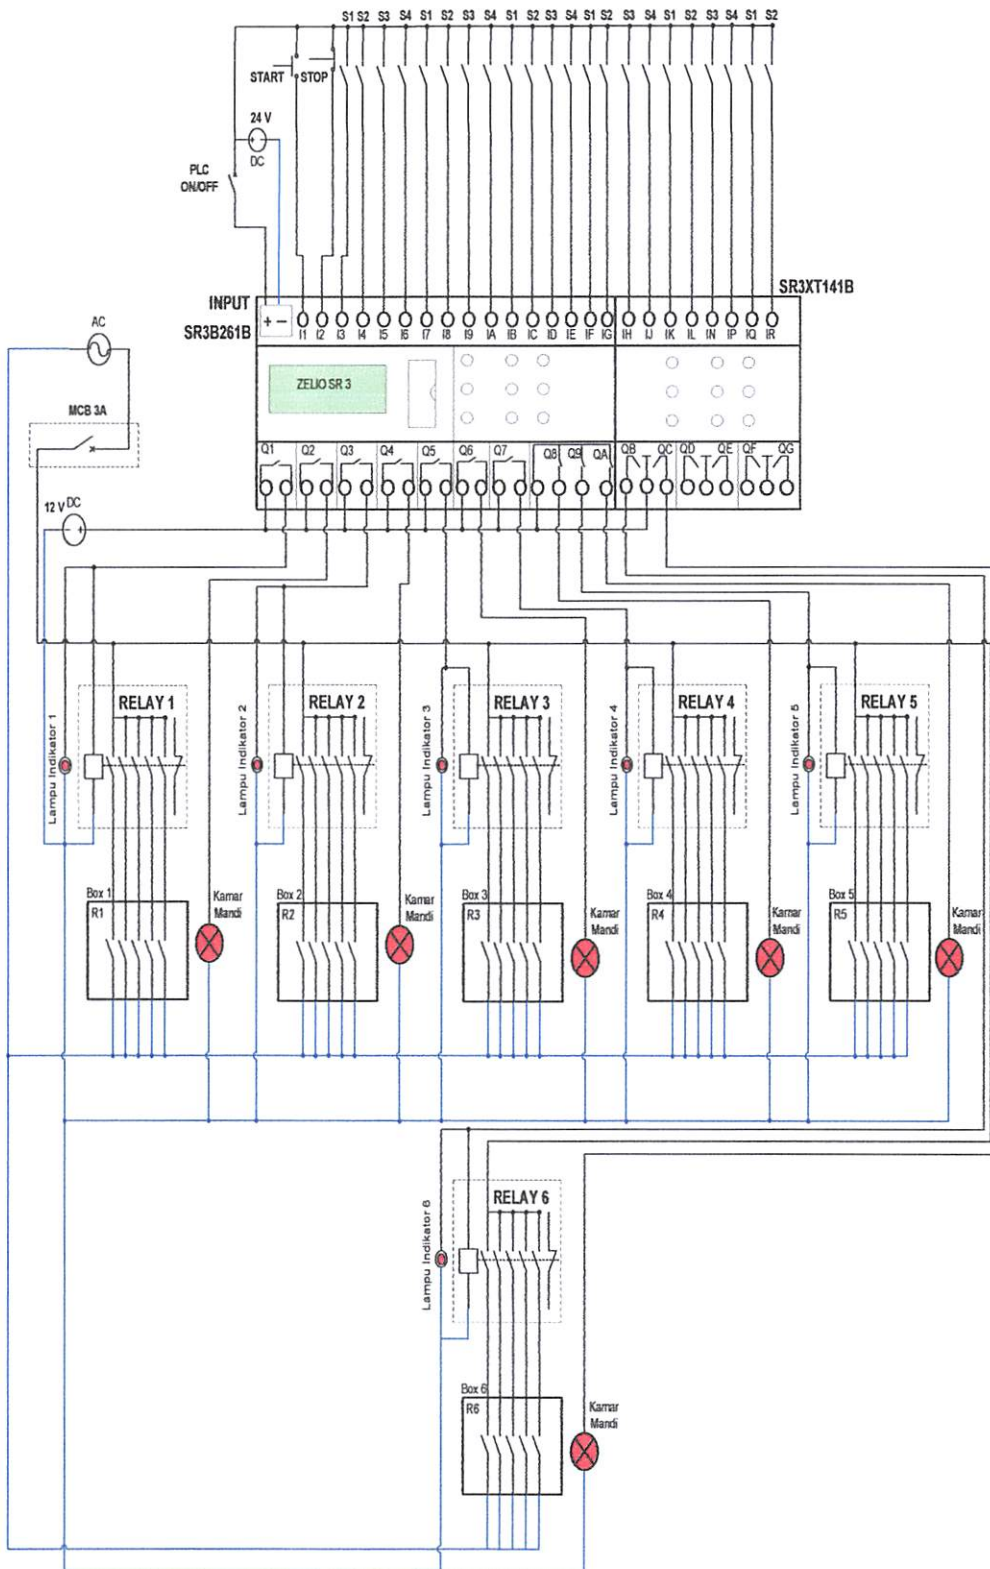 S1 S2 S3 S4 S1 S2 S3 S4 S1 S2 S3 S4 S1 S2 S3 S4 S1 S2 S3 S4 S1 S2
START STOP
24 V
DC
PLC
ON/OFF
SR3XT141B
INPUT
SR3B261B
+ −
I1 I2 I3 I4 I5 I6 I7 I8 I9 IA IB IC ID IE IF IG IH IJ IK IL IN IP IQ IR
AC
ZELIO SR 3
MCB 3A
Q1 Q2 Q3 Q4 Q5 Q6 Q7 Q8 Q9 QA QB QC QD QE QF QG
12 V DC
- +
RELAY 1
RELAY 2
RELAY 3
RELAY 4
RELAY 5
Lampu Indikator 1
Lampu Indikator 2
Lampu Indikator 3
Lampu Indikator 4
Lampu Indikator 5
Box 1
R1
Kamar
Mandi
Box 2
R2
Kamar
Mandi
Box 3
R3
Kamar
Mandi
Box 4
R4
Kamar
Mandi
Box 5
R5
Kamar
Mandi
RELAY 6
Lampu Indikator 6
Box 6
R6
Kamar
Mandi